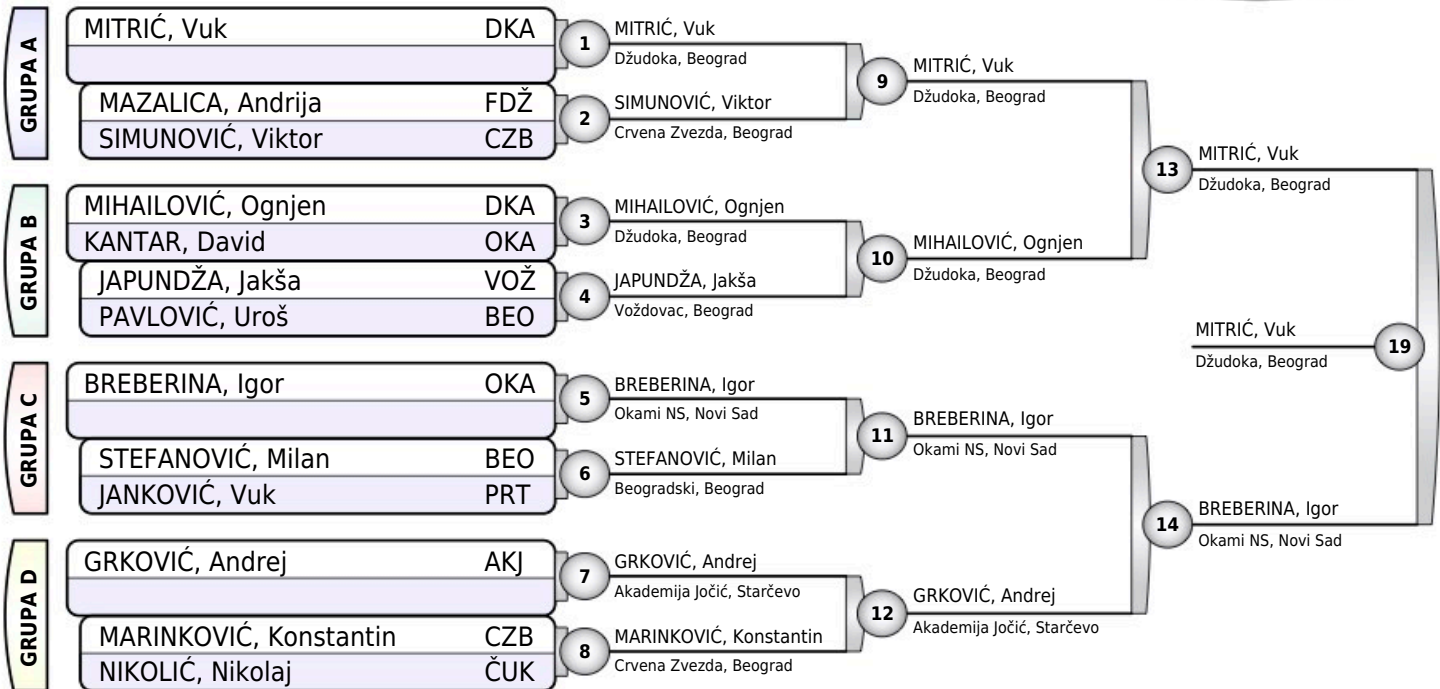 GRUPA A
MITRIĆ, Vuk DKA
MAZALICA, Andrija FDŽ
SIMUNOVIĆ, Viktor CZB
GRUPA B
MIHAILOVIĆ, Ognjen DKA
KANTAR, David OKA
JAPUNDŽA, Jakša VOŽ
PAVLOVIĆ, Uroš BEO
GRUPA C
BREBERINA, Igor OKA
STEFANOVIĆ, Milan BEO
JANKOVIĆ, Vuk PRT
GRUPA D
GRKOVIĆ, Andrej AKJ
MARINKOVIĆ, Konstantin CZB
NIKOLIĆ, Nikolaj ČUK
1
MITRIĆ, Vuk
Džudoka, Beograd
2
SIMUNOVIĆ, Viktor
Crvena Zvezda, Beograd
3
MIHAILOVIĆ, Ognjen
Džudoka, Beograd
4
JAPUNDŽA, Jakša
Voždovac, Beograd
5
BREBERINA, Igor
Okami NS, Novi Sad
6
STEFANOVIĆ, Milan
Beogradski, Beograd
7
GRKOVIĆ, Andrej
Akademija Jočić, Starčevo
8
MARINKOVIĆ, Konstantin
Crvena Zvezda, Beograd
9
MITRIĆ, Vuk
Džudoka, Beograd
10
MIHAILOVIĆ, Ognjen
Džudoka, Beograd
11
BREBERINA, Igor
Okami NS, Novi Sad
12
GRKOVIĆ, Andrej
Akademija Jočić, Starčevo
13
MITRIĆ, Vuk
Džudoka, Beograd
14
BREBERINA, Igor
Okami NS, Novi Sad
MITRIĆ, Vuk
Džudoka, Beograd
19